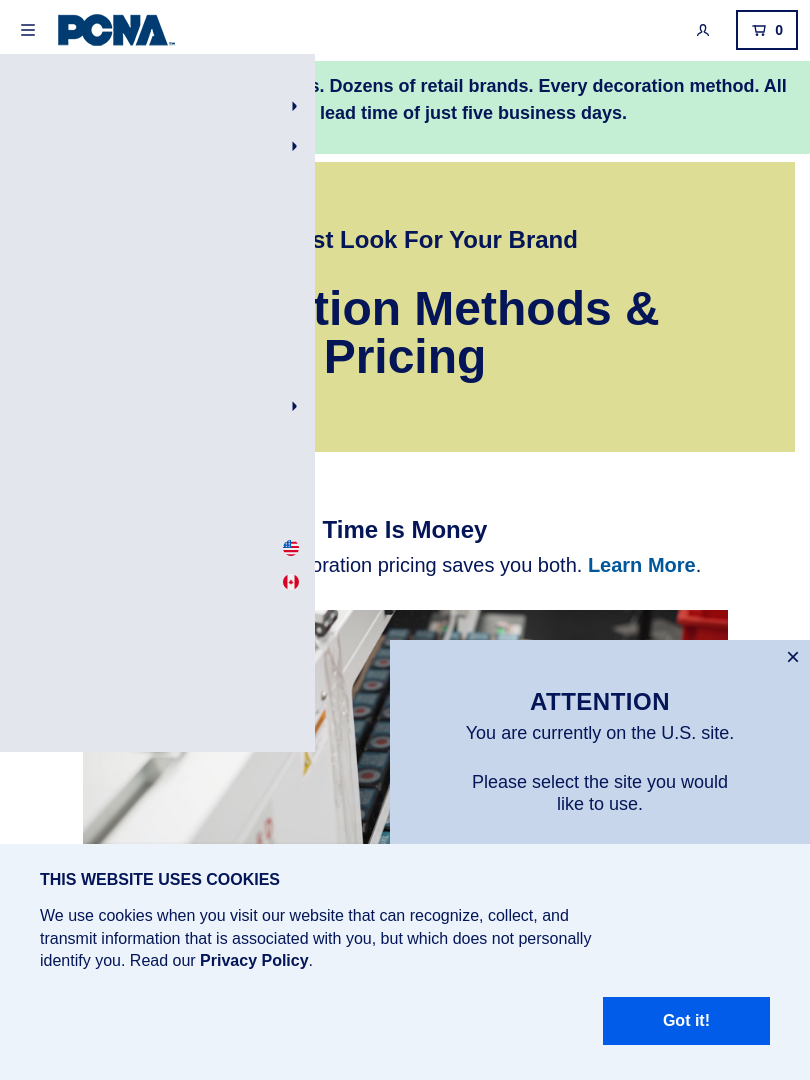 PCNA
0
s. Dozens of retail brands. Every decoration method. All
lead time of just five business days.
st Look For Your Brand
tion Methods &
Pricing
Time Is Money
oration pricing saves you both. Learn More.
ATTENTION
You are currently on the U.S. site.
Please select the site you would
like to use.
THIS WEBSITE USES COOKIES
We use cookies when you visit our website that can recognize, collect, and
transmit information that is associated with you, but which does not personally
identify you. Read our Privacy Policy.
Got it!